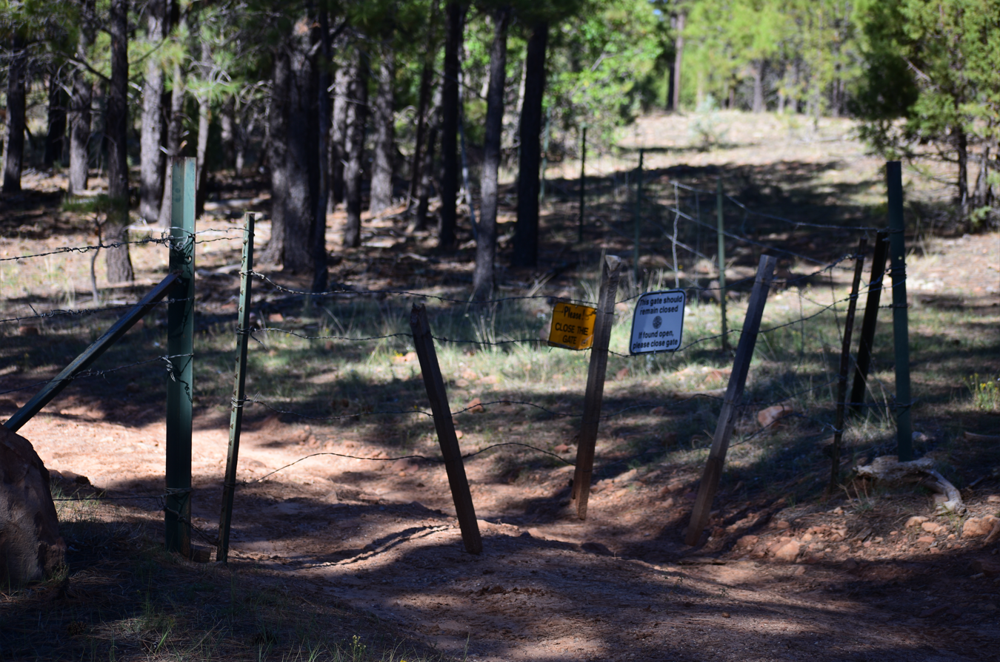 Please!
CLOSE THE
GATE
This gate should
remain closed
If found open,
please close gate